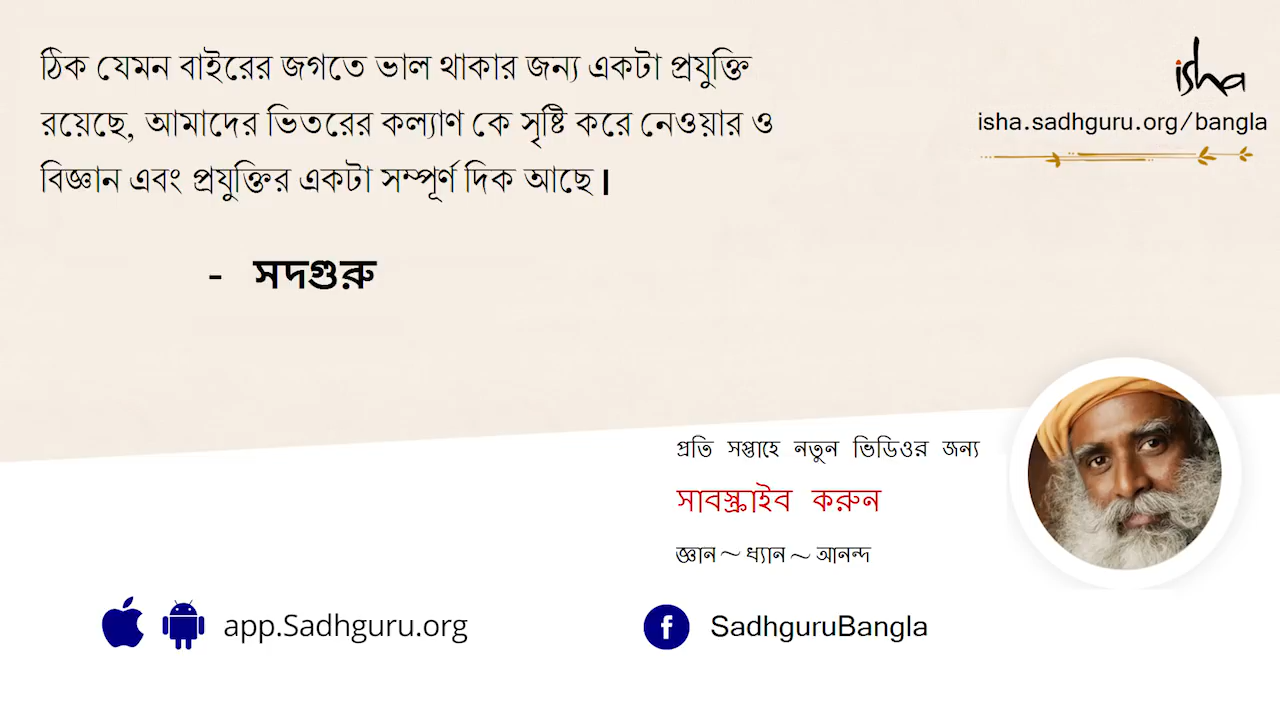 ঠিক যেমন বাইরের জগতে ভাল থাকার জন্য একটা প্রযুক্তি
রয়েছে, আমাদের ভিতরের কল্যাণ কে সৃষ্টি করে নেওয়ার ও
বিজ্ঞান এবং প্রযুক্তির একটা সম্পূর্ণ দিক আছে।
- সদগুরু
isha
isha.sadhguru.org/bangla
প্রতি সপ্তাহে নতুন ভিডিওর জন্য
সাবস্ক্রাইব করুন
জ্ঞান ~ ধ্যান ~ আনন্দ
app.Sadhguru.org
f SadhguruBangla